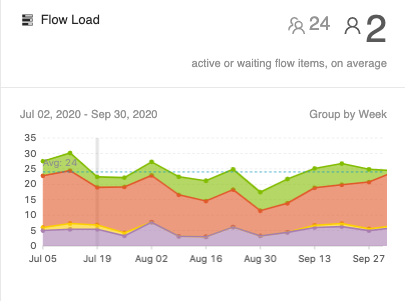 Flow Load
24
2
active or waiting flow items, on average
Jul 02, 2020 - Sep 30, 2020
Group by Week
35
30
Avg: 24
25
20
15
10
5
0
Jul 05
Jul 19
Aug 02
Aug 16
Aug 30
Sep 13
Sep 27